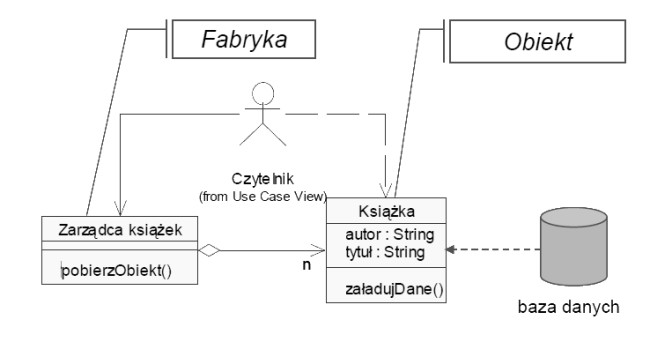 Fabryka
Obiekt
Czytelnik
(from Use Case View)
Zarządca książek
pobierzObiekt()
n
Książka
autor : String
tytuł : String
załadujDane()
baza danych